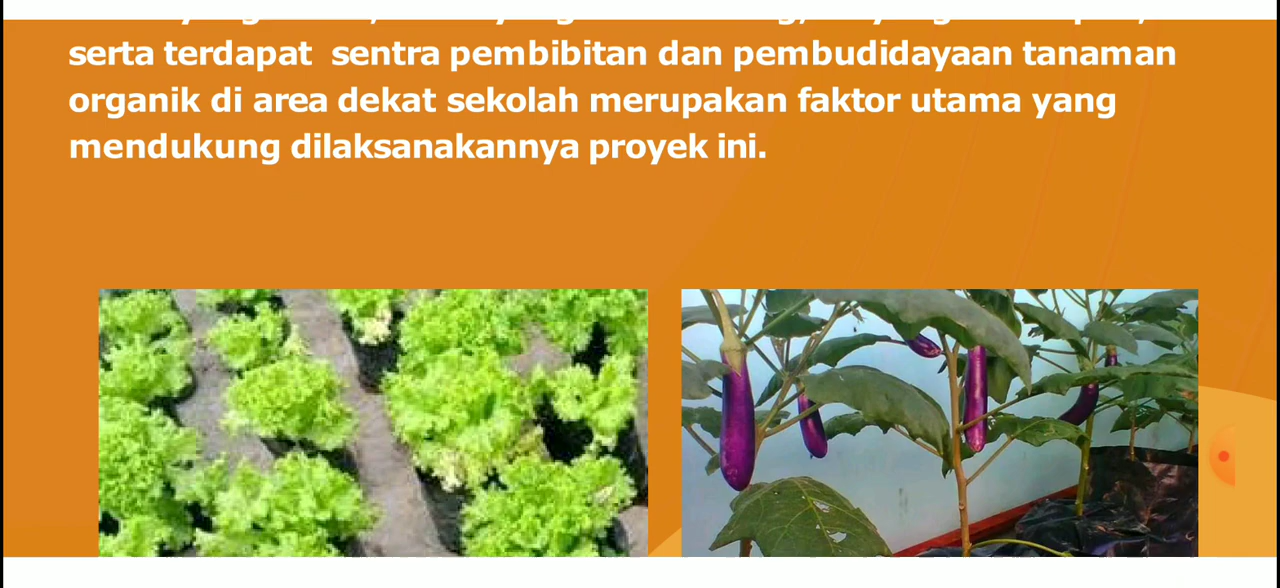 serta terdapat  sentra pembibitan dan pembudidayaan tanaman
organik di area dekat sekolah merupakan faktor utama yang
mendukung dilaksanakannya proyek ini.